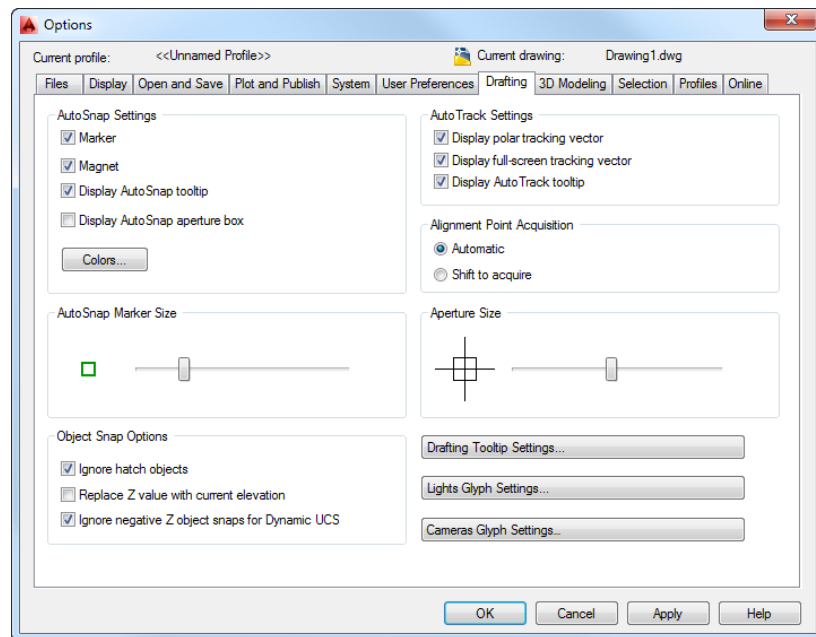 Options
Current profile: <<Unnamed Profile>> Current drawing: Drawing1.dwg
Files Display Open and Save Plot and Publish System User Preferences Drafting 3D Modeling Selection Profiles Online
AutoSnap Settings
Marker
Magnet
Display AutoSnap tooltip
Display AutoSnap aperture box
Colors...
AutoTrack Settings
Display polar tracking vector
Display full-screen tracking vector
Display AutoTrack tooltip
Alignment Point Acquisition
Automatic
Shift to acquire
AutoSnap Marker Size
Aperture Size
Object Snap Options
Ignore hatch objects
Replace Z value with current elevation
Ignore negative Z object snaps for Dynamic UCS
Drafting Tooltip Settings...
Lights Glyph Settings...
Cameras Glyph Settings...
OK Cancel Apply Help